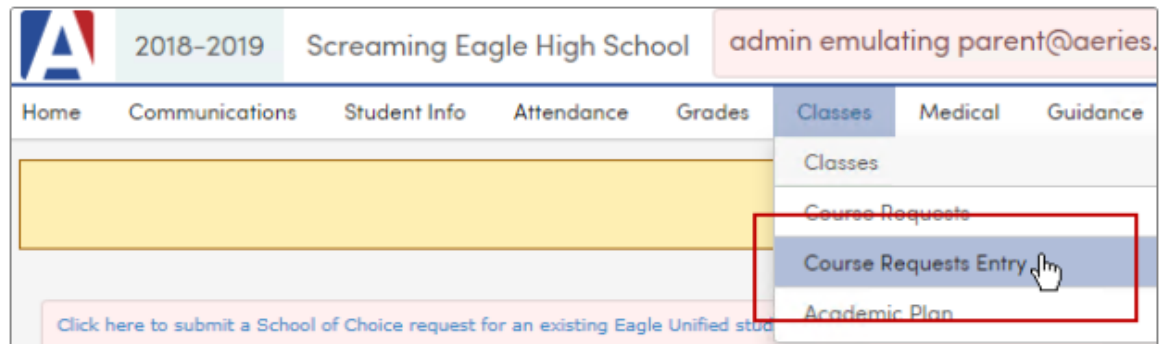 2018-2019 Screaming Eagle High School admin emulating parent@aeries.
Home Communications Student Info Attendance Grades Classes Medical Guidance
Classes
Course Requests
Course Requests Entry
Academic Plan
Click here to submit a School of Choice request for an existing Eagle Unified stud